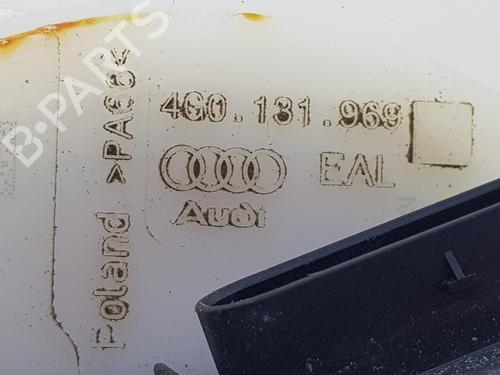 4G0.131.969
EAL
Audi
Poland >PA66<
B-PARTS